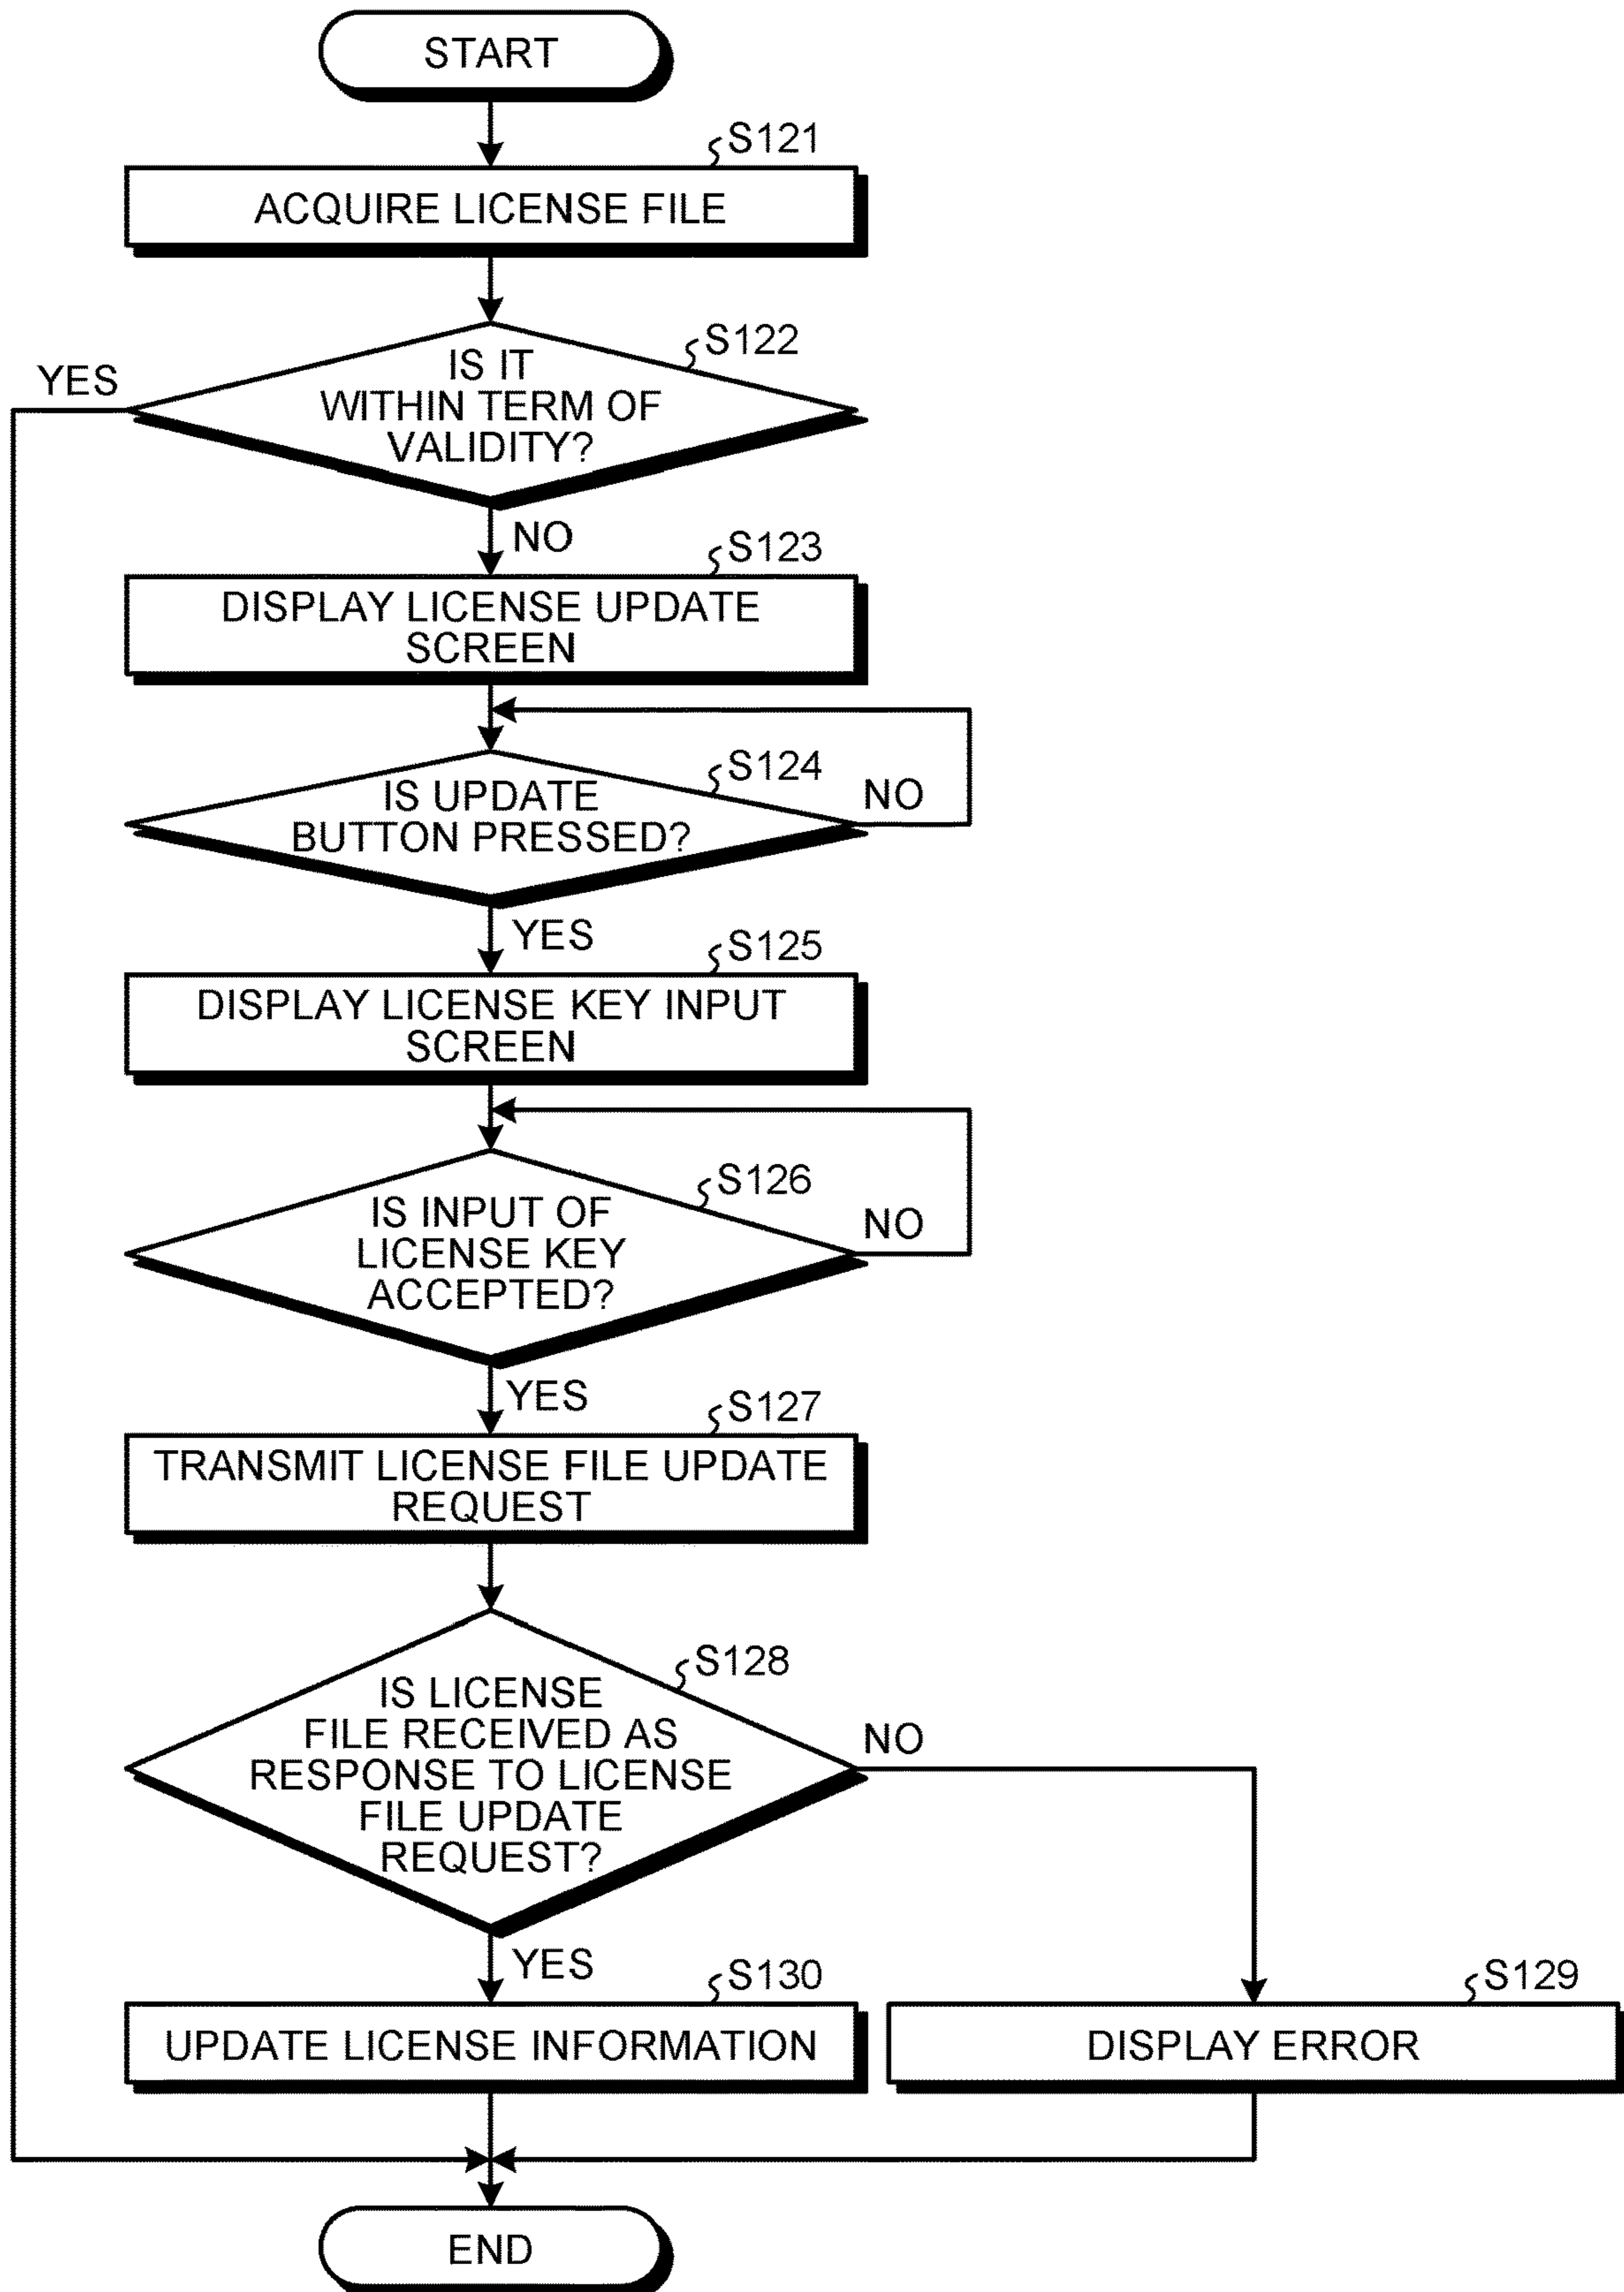 START
S121
ACQUIRE LICENSE FILE
S122
YES
IS IT
WITHIN TERM OF
VALIDITY?
NO
S123
DISPLAY LICENSE UPDATE
SCREEN
S124
IS UPDATE
BUTTON PRESSED?
NO
YES
S125
DISPLAY LICENSE KEY INPUT
SCREEN
S126
IS INPUT OF
LICENSE KEY
ACCEPTED?
NO
YES
S127
TRANSMIT LICENSE FILE UPDATE
REQUEST
S128
IS LICENSE
FILE RECEIVED AS
RESPONSE TO LICENSE
FILE UPDATE
REQUEST?
NO
YES
S130
UPDATE LICENSE INFORMATION
S129
DISPLAY ERROR
END